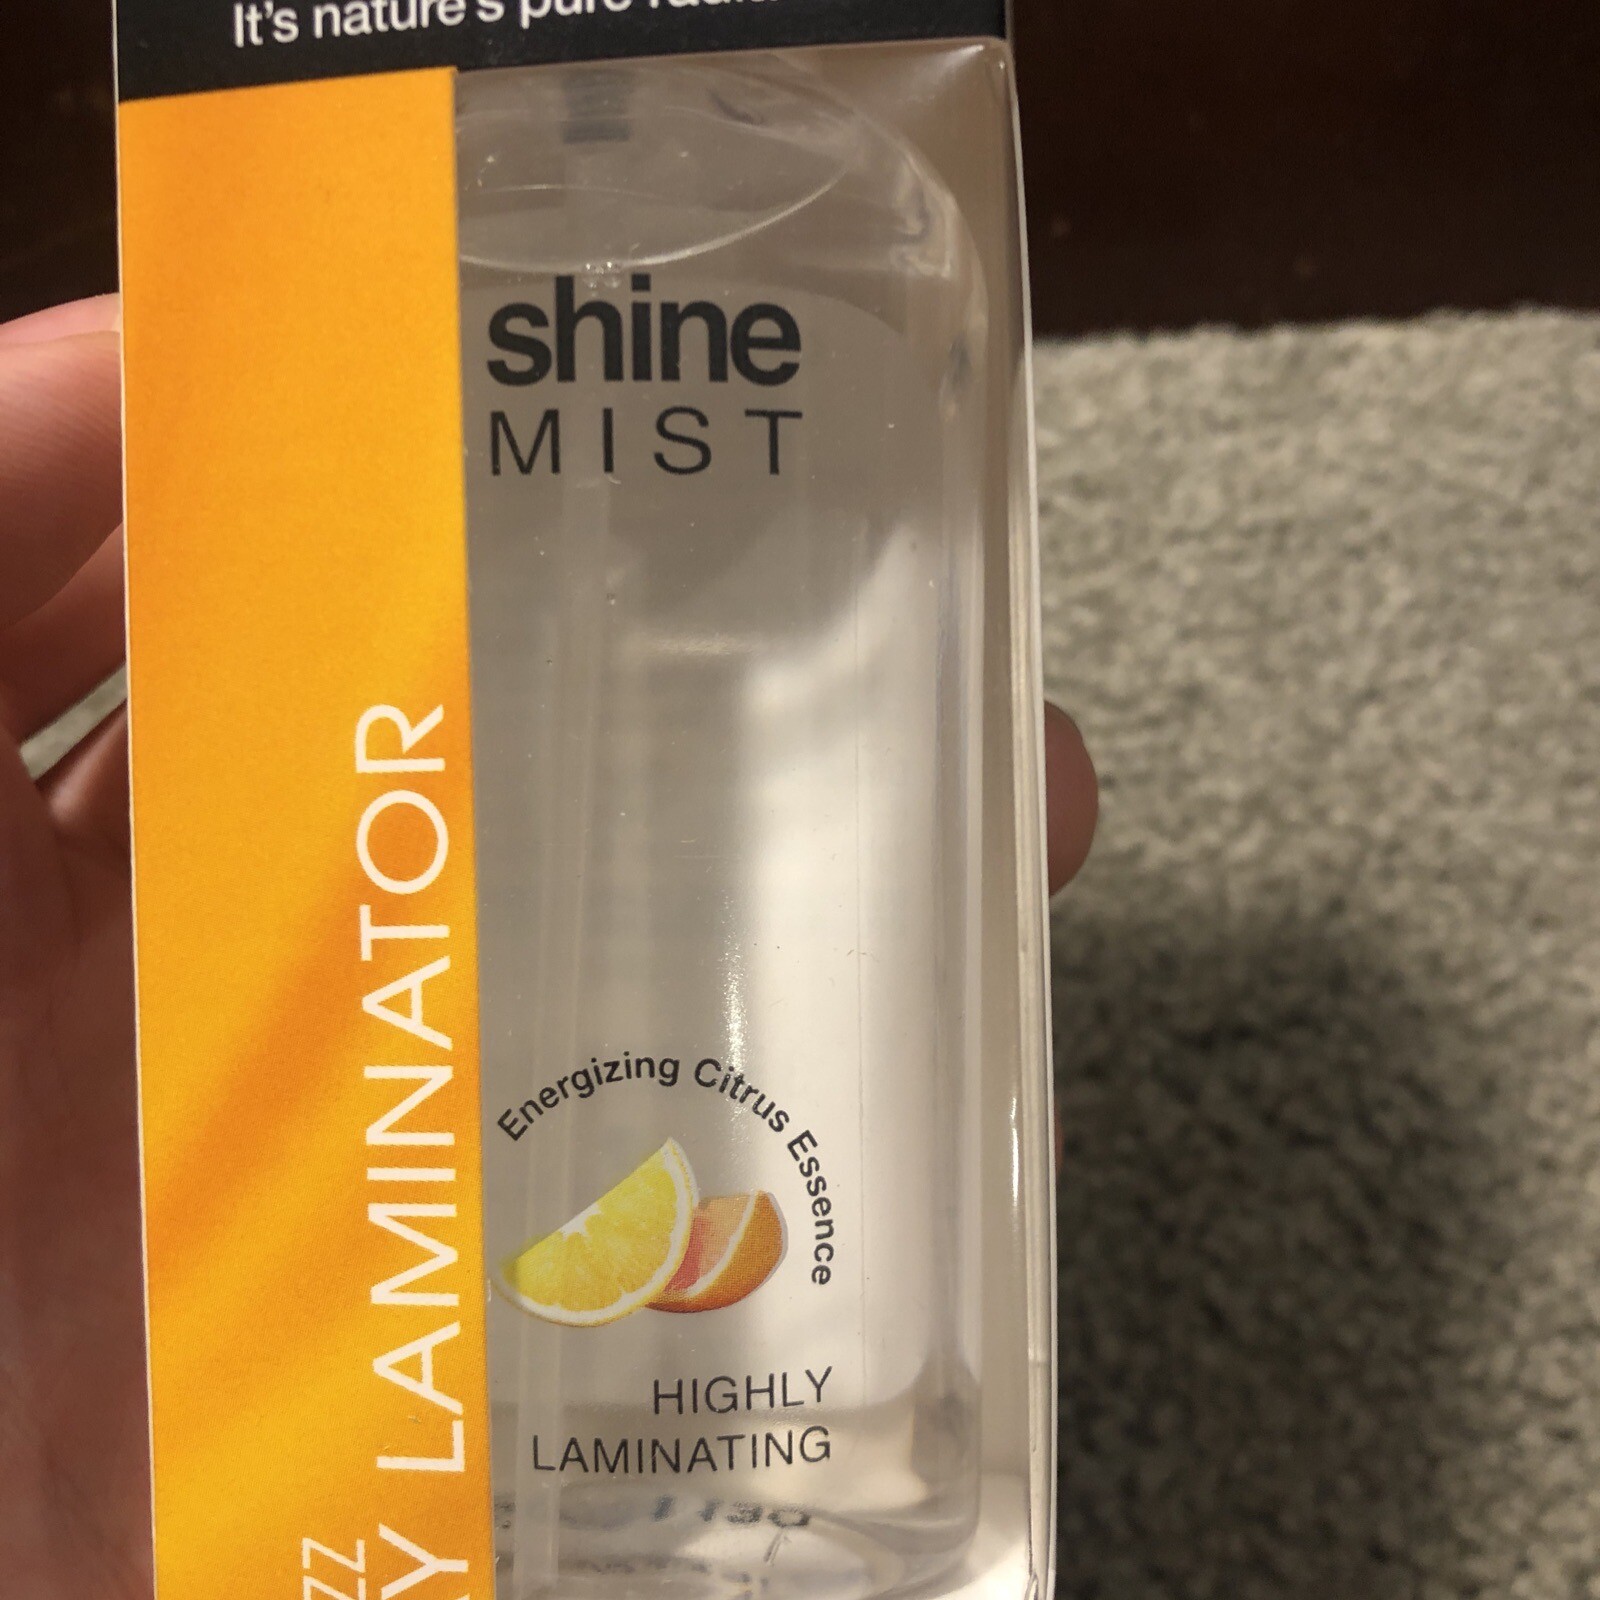 It's nature's pure
shine
MIST
Energizing Citrus Essence
HIGHLY
LAMINATING
LAMINATOR